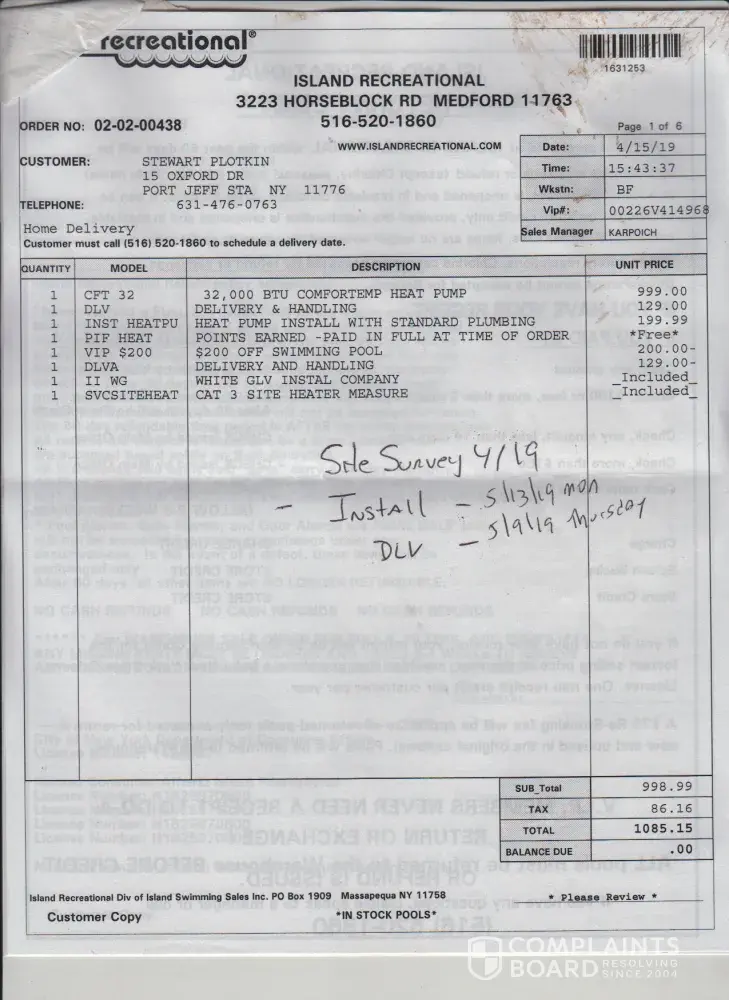 recreational®
1631253
ISLAND RECREATIONAL
3223 HORSEBLOCK RD MEDFORD 11763
516-520-1860
ORDER NO: 02-02-00438
Page 1 of 6
WWW.ISLANDRECREATIONAL.COM
Date: 4/15/19
Time: 15:43:37
Wkstn: BF
Vip#: 00226V414968
Sales Manager KARPOICH
CUSTOMER: STEWART PLOTKIN
15 OXFORD DR
PORT JEFF STA NY 11776
TELEPHONE: 631-476-0763
Home Delivery
Customer must call (516) 520-1860 to schedule a delivery date.
QUANTITY MODEL DESCRIPTION UNIT PRICE
1 CFT 32 32,000 BTU COMFORTEMP HEAT PUMP 999.00
1 DLV DELIVERY & HANDLING 129.00
1 INST HEATPU HEAT PUMP INSTALL WITH STANDARD PLUMBING 199.99
1 PIF HEAT POINTS EARNED -PAID IN FULL AT TIME OF ORDER *Free*
1 VIP $200 $200 OFF SWIMMING POOL 200.00-
1 DLVA DELIVERY AND HANDLING 129.00-
1 II WG WHITE GLV INSTAL COMPANY _Included_
1 SVCSITEHEAT CAT 3 SITE HEATER MEASURE _Included_
Site Survey 4/19
- Install - 5/13/19 mon
DLV - 5/9/19 Thursday
SUB_Total 998.99
TAX 86.16
TOTAL 1085.15
BALANCE DUE .00
Island Recreational Div of Island Swimming Sales Inc. PO Box 1909 Massapequa NY 11758
* Please Review *
Customer Copy
*IN STOCK POOLS*
COMPLAINTS
BOARD RESOLVING
SINCE 2004